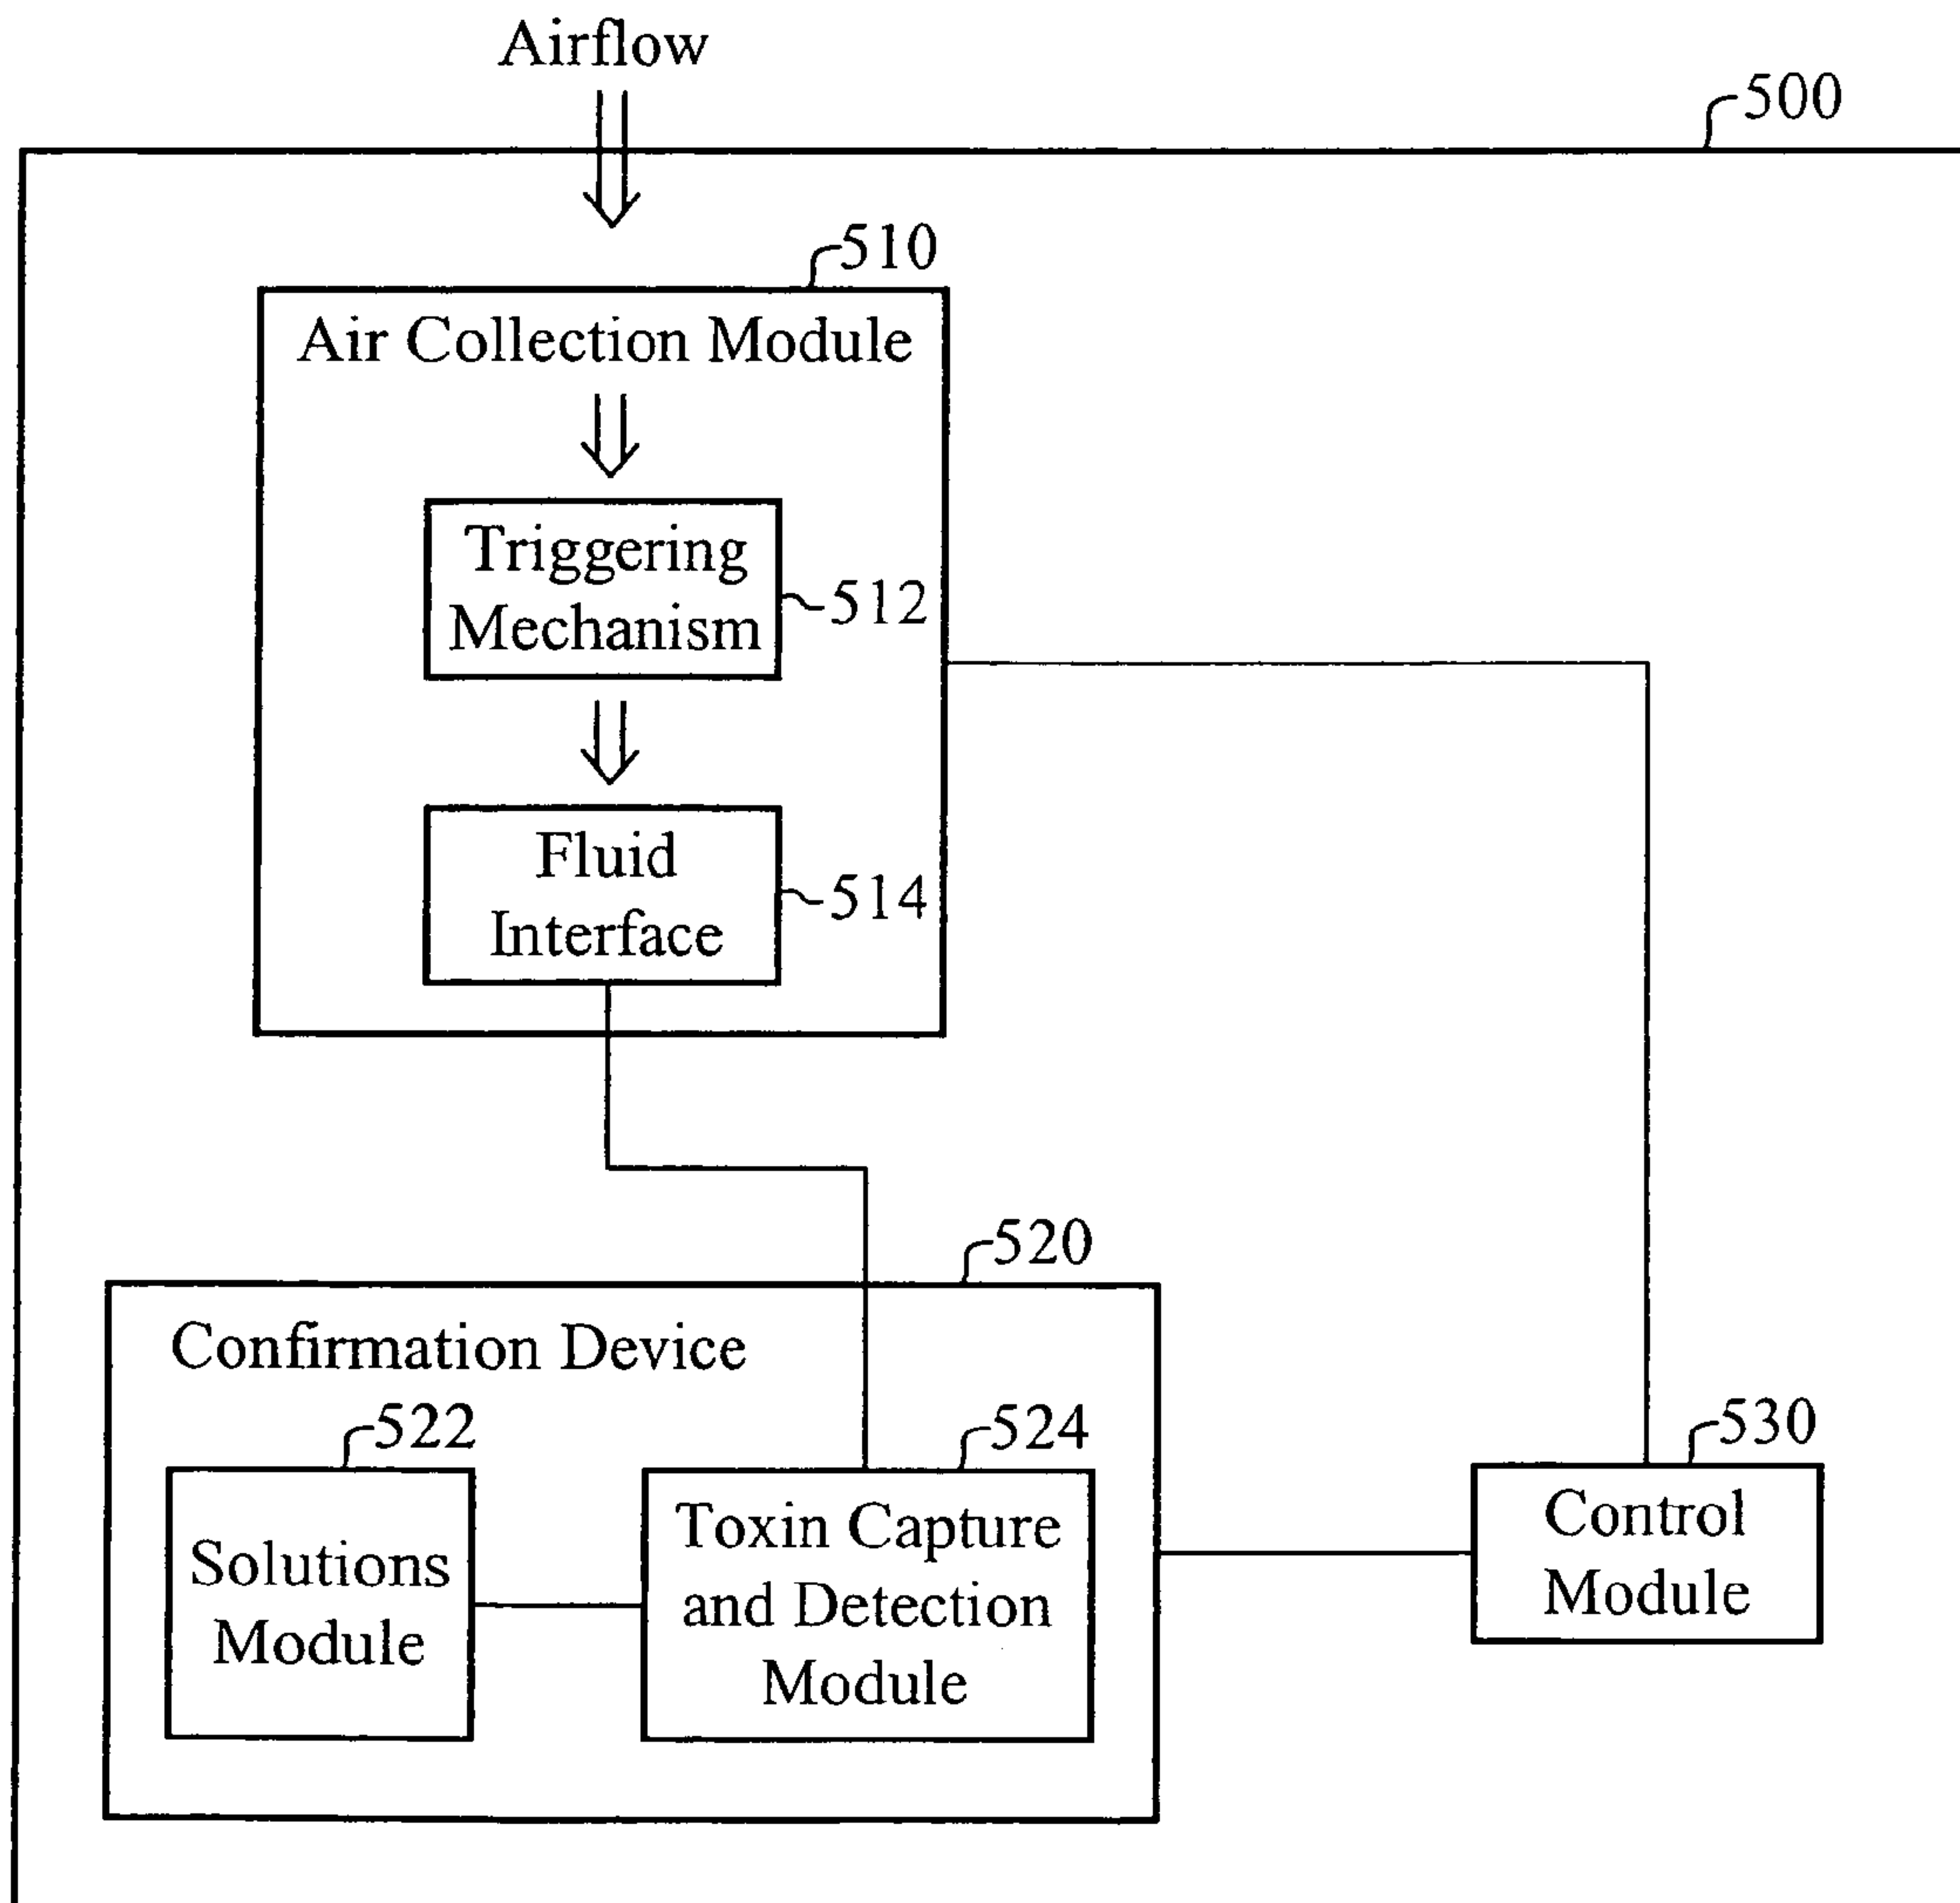 Airflow
500
510
Air Collection Module
Triggering
Mechanism
512
Fluid
Interface
514
520
Confirmation Device
522
524
530
Solutions
Module
Toxin Capture
and Detection
Module
Control
Module